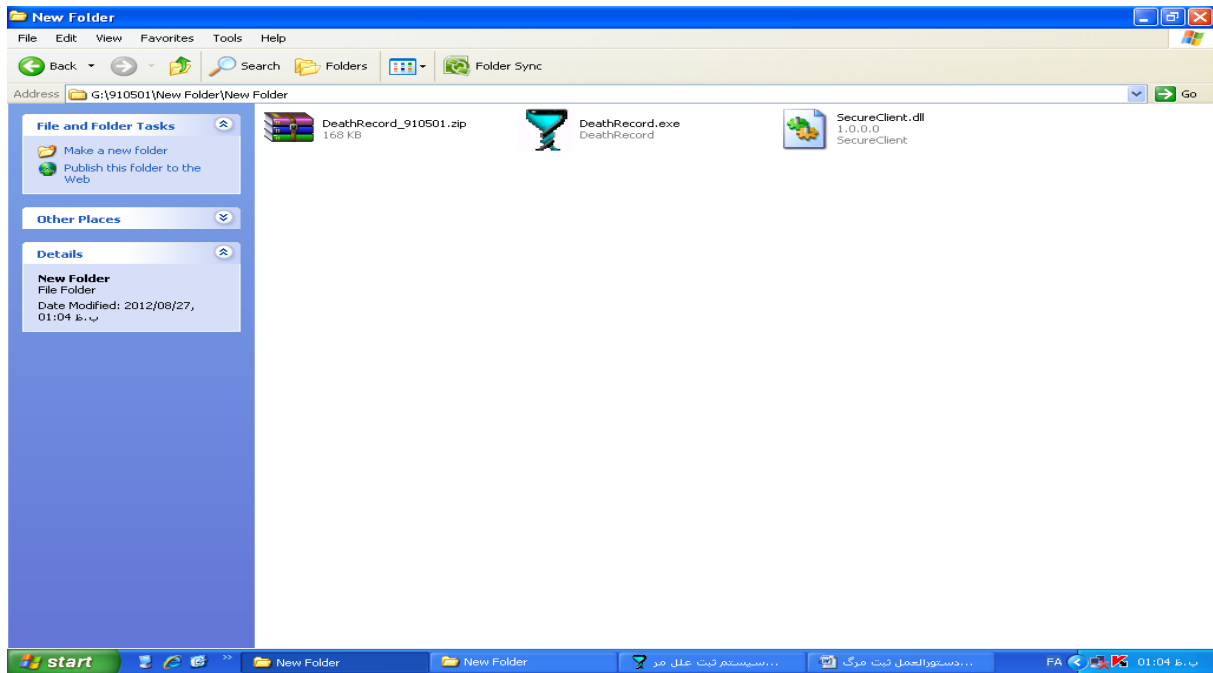 New Folder
File Edit View Favorites Tools Help
Back Search Folders Folder Sync
Address G:\910501\New Folder\New Folder Go
File and Folder Tasks
Make a new folder
Publish this folder to the
Web
Other Places
Details
New Folder
File Folder
Date Modified: 2012/08/27,
01:04 ب.ظ
DeathRecord_910501.zip
168 KB
DeathRecord.exe
DeathRecord
SecureClient.dll
1.0.0.0
SecureClient
start New Folder New Folder سیستم ثبت علل مر... دستورالعمل ثبت مرگ... FA 01:04 ب.ظ